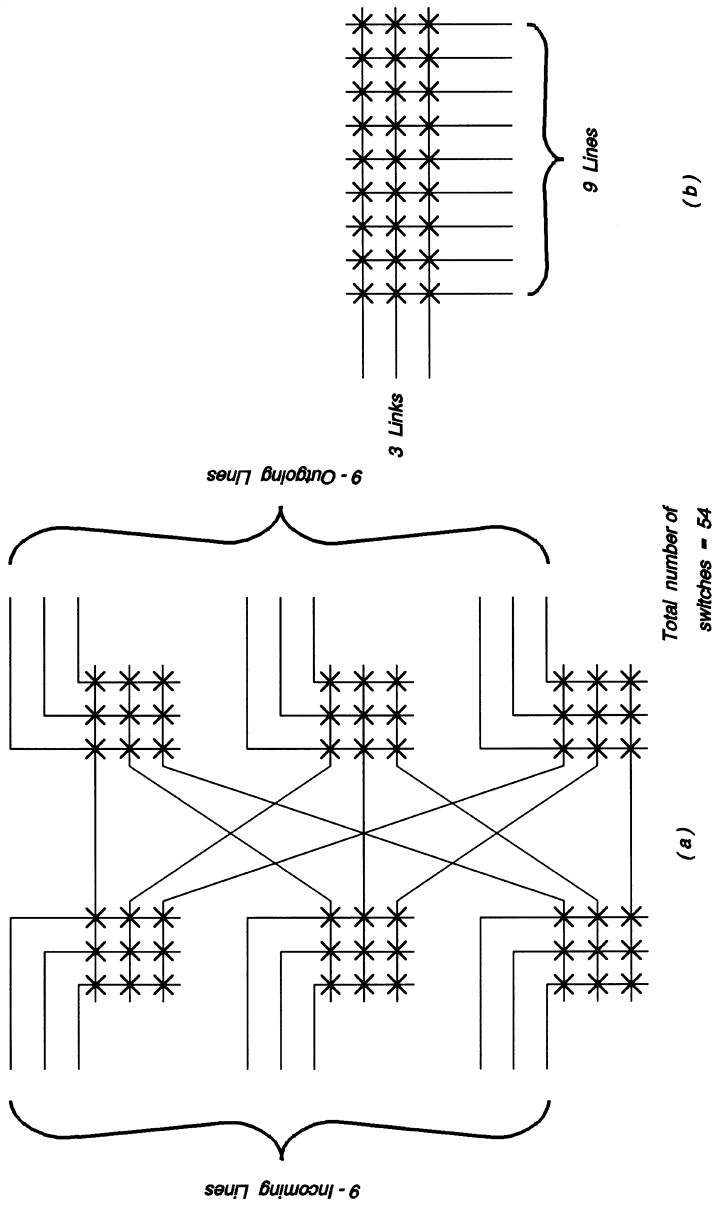 9 - Incoming Lines
9 - Outgoing Lines
Total number of
switches = 54
(a)
3 Links
9 Lines
(b)